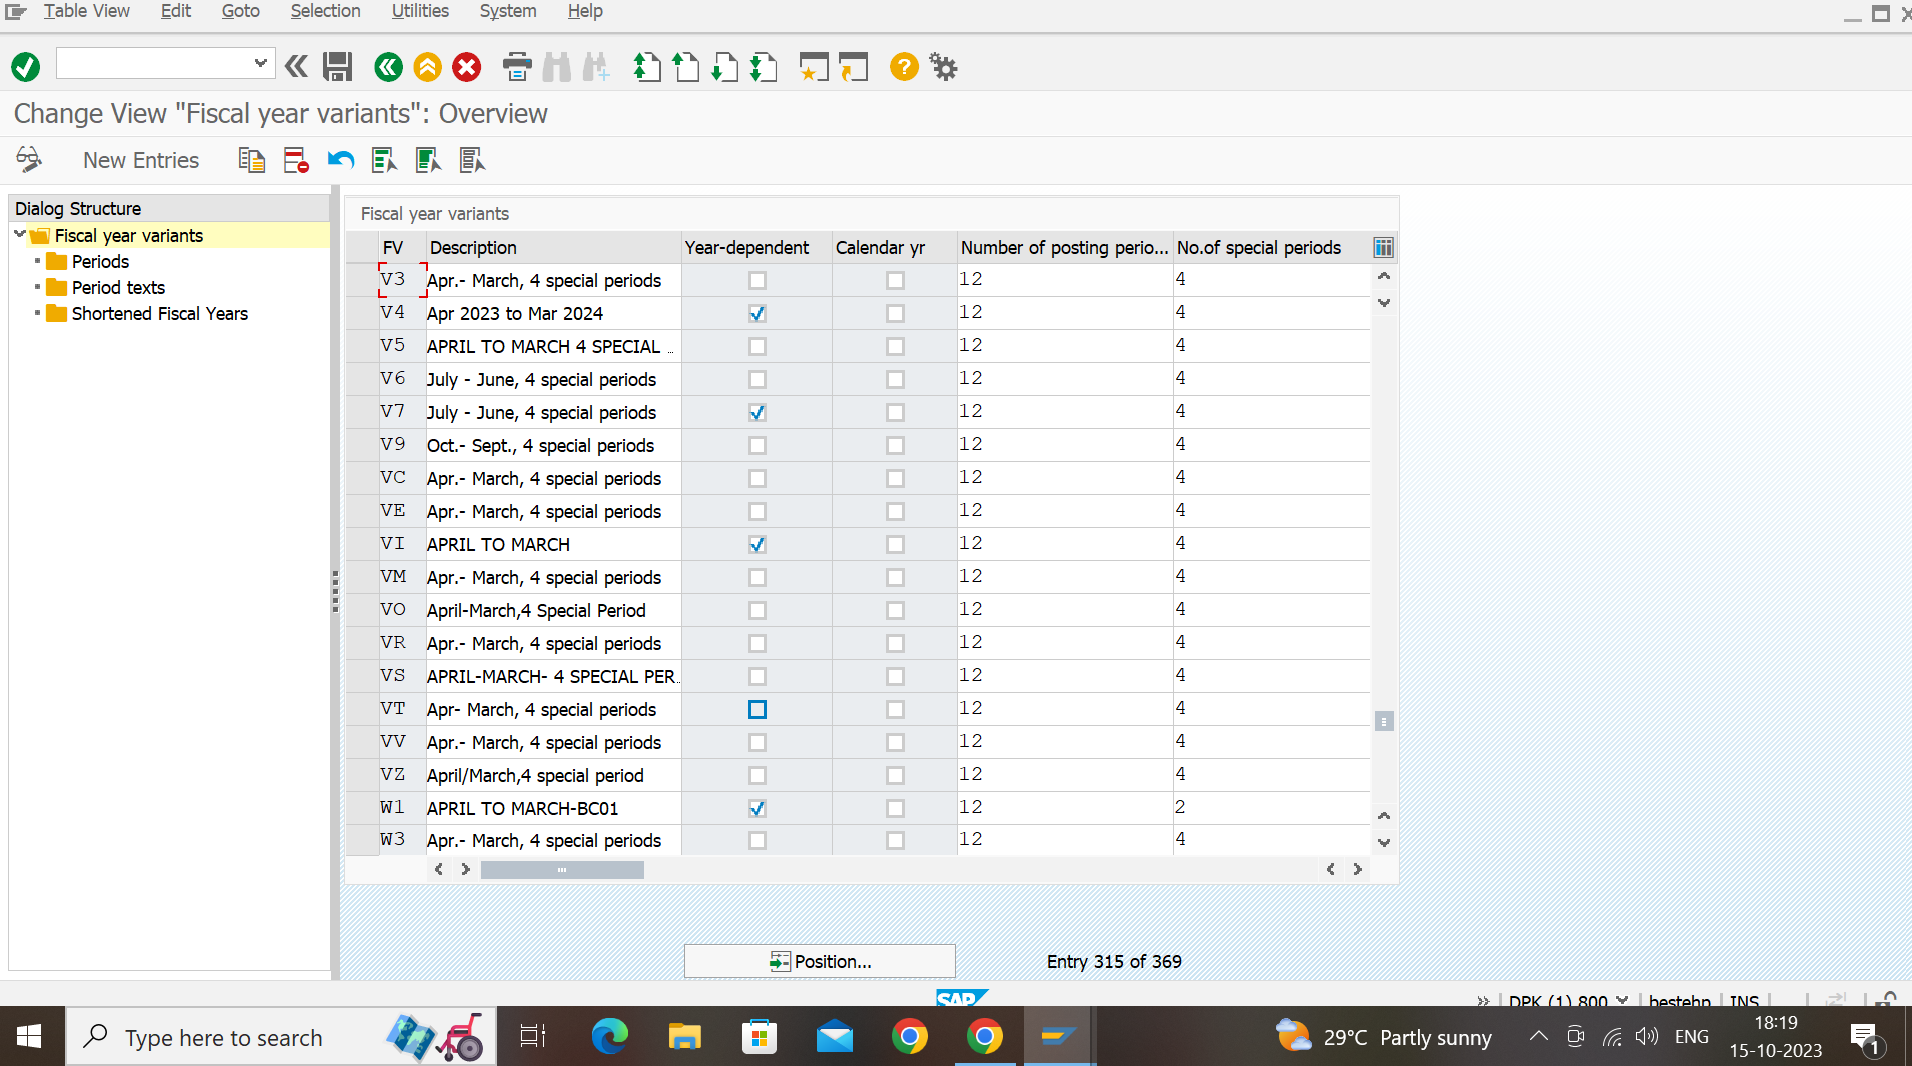 Table View Edit Goto Selection Utilities System Help
Change View "Fiscal year variants": Overview
New Entries
Dialog Structure
Fiscal year variants
Periods
Period texts
Shortened Fiscal Years
Fiscal year variants
FV Description Year-dependent Calendar yr Number of posting perio... No.of special periods
V3 Apr.- March, 4 special periods 12 4
V4 Apr 2023 to Mar 2024 12 4
V5 APRIL TO MARCH 4 SPECIAL ... 12 4
V6 July - June, 4 special periods 12 4
V7 July - June, 4 special periods 12 4
V9 Oct.- Sept., 4 special periods 12 4
VC Apr.- March, 4 special periods 12 4
VE Apr.- March, 4 special periods 12 4
VI APRIL TO MARCH 12 4
VM Apr.- March, 4 special periods 12 4
VO April-March,4 Special Period 12 4
VR Apr.- March, 4 special periods 12 4
VS APRIL-MARCH- 4 SPECIAL PER... 12 4
VT Apr- March, 4 special periods 12 4
VV Apr.- March, 4 special periods 12 4
VZ April/March,4 special period 12 4
W1 APRIL TO MARCH-BC01 12 2
W3 Apr.- March, 4 special periods 12 4
Position... Entry 315 of 369
SAP DPK (1) 800 bestehp INS
Type here to search 29°C Partly sunny ENG 18:19
15-10-2023 1